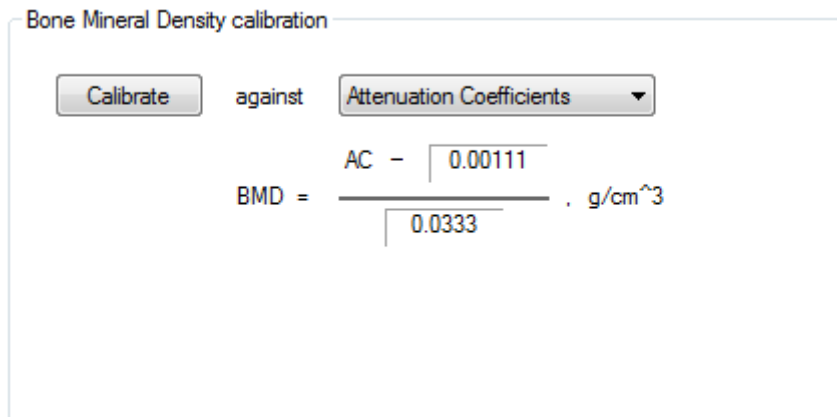 Bone Mineral Density calibration
Calibrate against Attenuation Coefficients
AC - 0.00111
BMD = , g/cm^3
0.0333